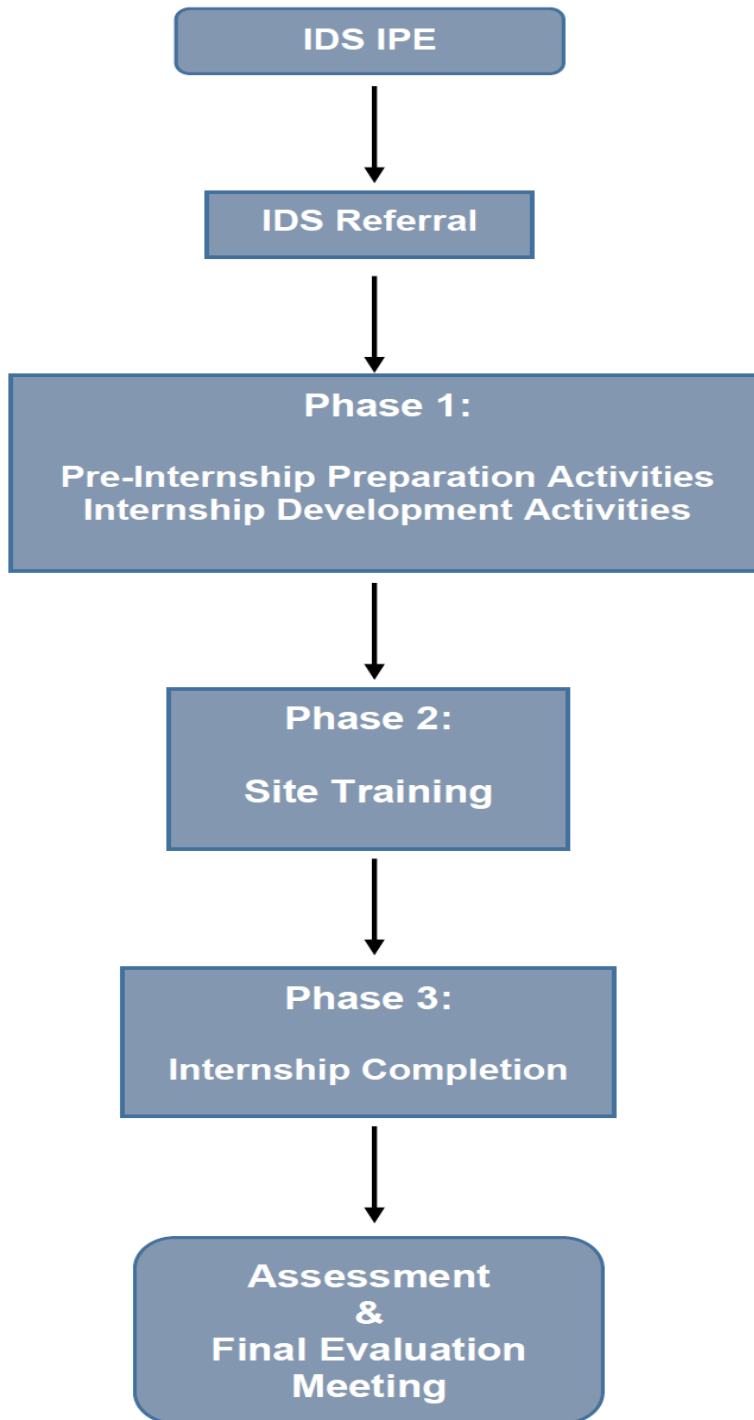 IDS IPE
IDS Referral
Phase 1:
Pre-Internship Preparation Activities
Internship Development Activities
Phase 2:
Site Training
Phase 3:
Internship Completion
Assessment
&
Final Evaluation
Meeting